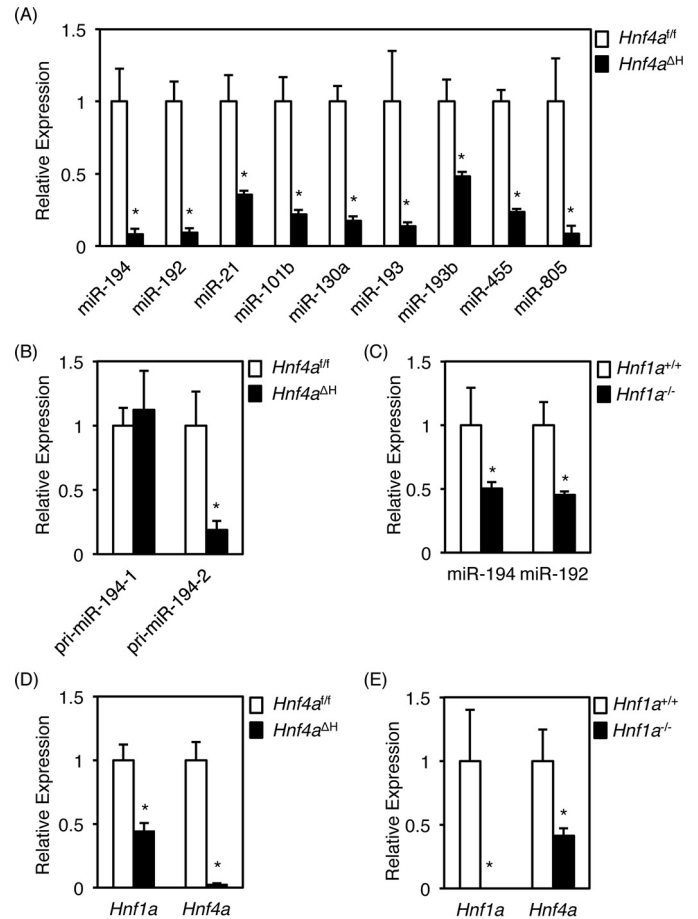 (A)
Relative Expression
1.5
1
0.5
0
Hnf4a^f/f
Hnf4a^ΔH
*
*
*
*
*
*
*
*
*
miR-194
miR-192
miR-21
miR-101b
miR-130a
miR-193
miR-193b
miR-455
miR-805
(B)
Relative Expression
1.5
1
0.5
0
Hnf4a^f/f
Hnf4a^ΔH
*
pri-miR-194-1
pri-miR-194-2
(C)
Relative Expression
1.5
1
0.5
0
Hnf1a^+/+
Hnf1a^-/-
*
*
miR-194 miR-192
(D)
Relative Expression
1.5
1
0.5
0
Hnf4a^f/f
Hnf4a^ΔH
*
*
Hnf1a Hnf4a
(E)
Relative Expression
1.5
1
0.5
0
Hnf1a^+/+
Hnf1a^-/-
*
*
Hnf1a Hnf4a